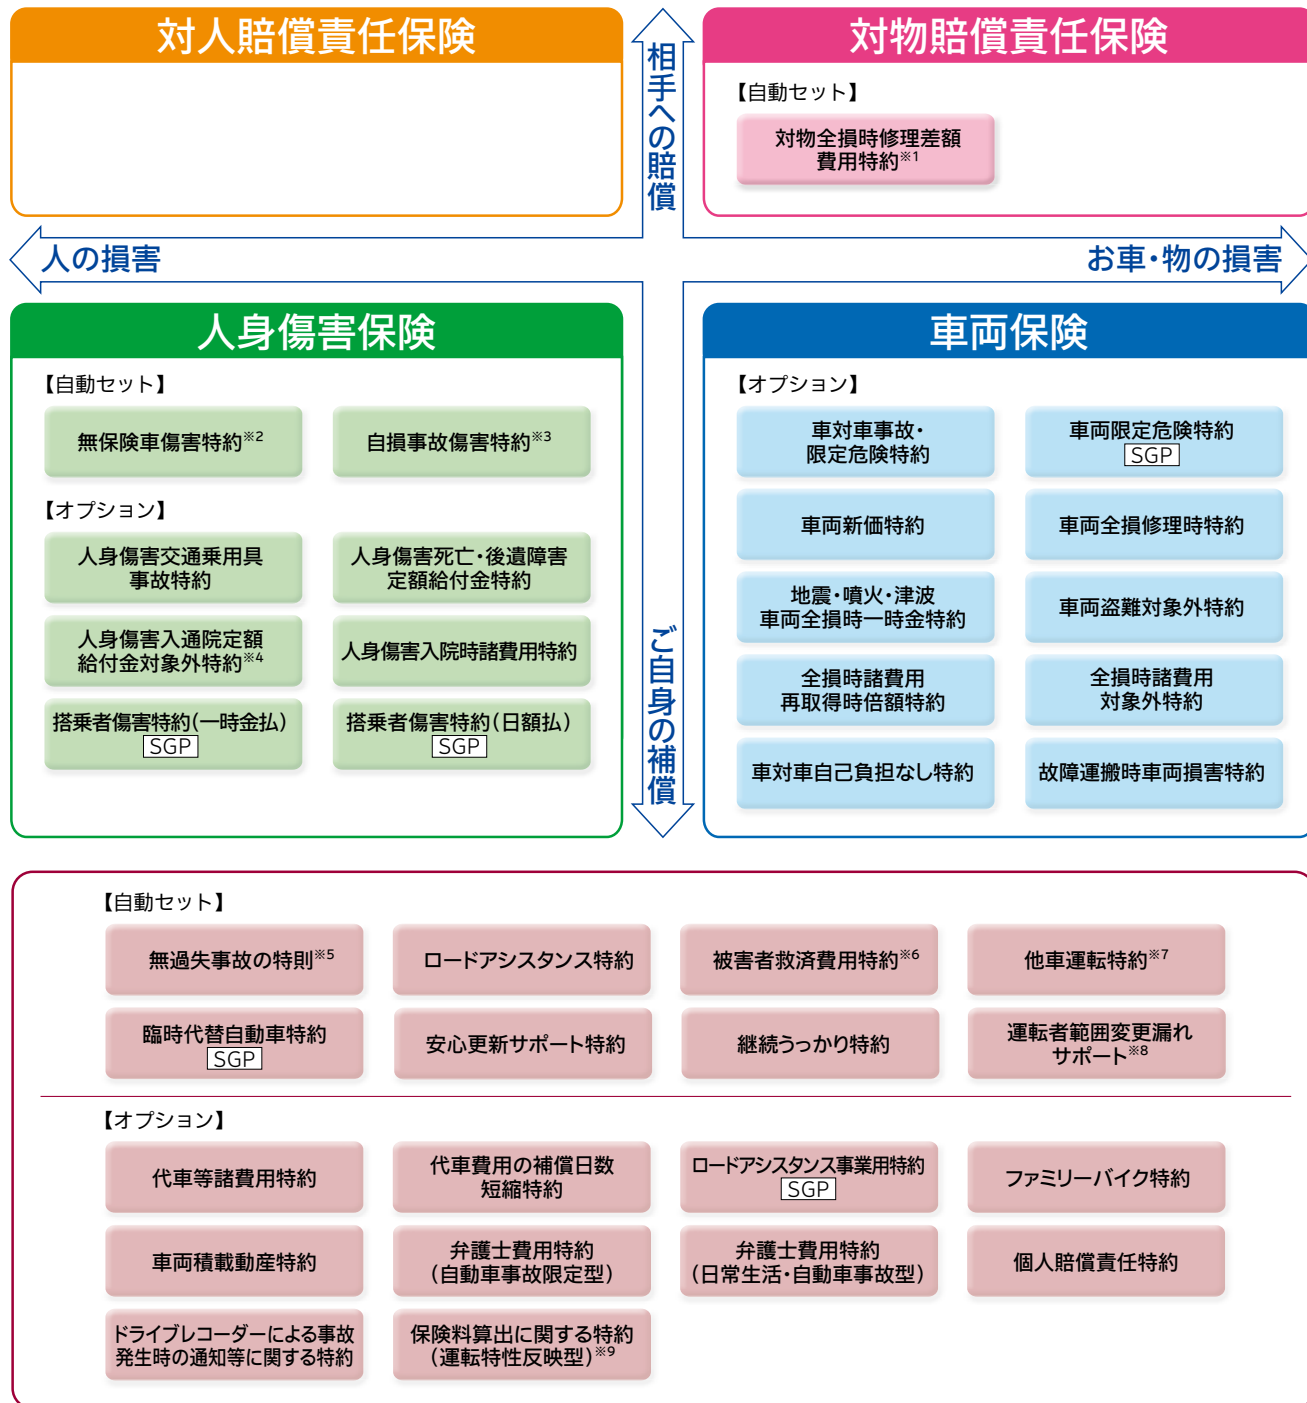 対人賠償責任保険
相手への賠償
対物賠償責任保険
【自動セット】
対物全損時修理差額
費用特約※1
人の損害
お車・物の損害
人身傷害保険
【自動セット】
無保険車傷害特約※2
自損事故傷害特約※3
【オプション】
人身傷害交通乗用具
事故特約
人身傷害死亡・後遺障害
定額給付金特約
人身傷害入通院定額
給付金対象外特約※4
人身傷害入院時諸費用特約
搭乗者傷害特約(一時金払)
SGP
搭乗者傷害特約(日額払)
SGP
ご自身の補償
車両保険
【オプション】
車対車事故・
限定危険特約
車両限定危険特約
SGP
車両新価特約
車両全損修理時特約
地震・噴火・津波
車両全損時一時金特約
車両盗難対象外特約
全損時諸費用
再取得時倍額特約
全損時諸費用
対象外特約
車対車自己負担なし特約
故障運搬時車両損害特約
【自動セット】
無過失事故の特則※5
ロードアシスタンス特約
被害者救済費用特約※6
他車運転特約※7
臨時代替自動車特約
SGP
安心更新サポート特約
継続うっかり特約
運転者範囲変更漏れ
サポート※8
【オプション】
代車等諸費用特約
代車費用の補償日数
短縮特約
ロードアシスタンス事業用特約
SGP
ファミリーバイク特約
車両積載動産特約
弁護士費用特約
(自動車事故限定型)
弁護士費用特約
(日常生活・自動車事故型)
個人賠償責任特約
ドライブレコーダーによる事故
発生時の通知等に関する特約
保険料算出に関する特約
(運転特性反映型)※9